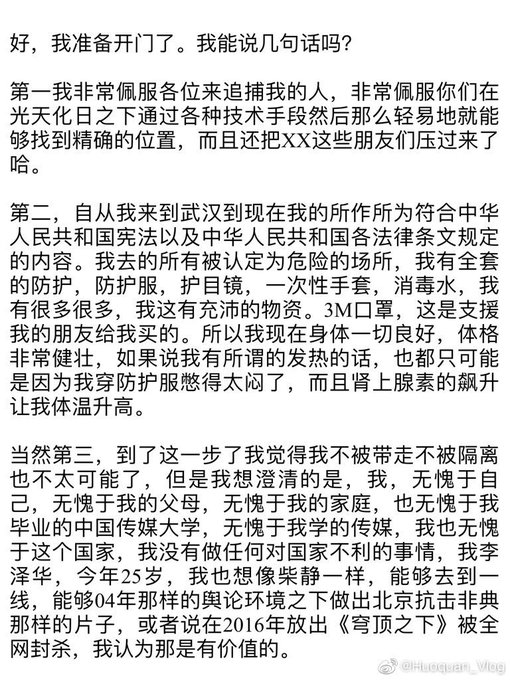 好，我准备开门了。我能说几句话吗?
第一我非常佩服各位来追捕我的人，非常佩服你们在
光天化日之下通过各种技术手段然后那么轻易地就能
够找到精确的位置，而且还把XX这些朋友们压过来了
哈。
第二，自从我来到武汉到现在我的所作所为符合中华
人民共和国宪法以及中华人民共和国各法律条文规定
的内容。我去的所有被认定为危险的场所，我有全套
的防护，防护服，护目镜，一次性手套，消毒水，我
有很多很多，我这有充沛的物资。3M口罩，这是支援
我的朋友给我买的。所以我现在身体一切良好，体格
非常健壮，如果说我有所谓的发热的话，也都只可能
是因为我穿防护服憋得太闷了，而且肾上腺素的飙升
让我体温升高。
当然第三，到了这一步了我觉得我不被带走不被隔离
也不太可能了，但是我想澄清的是，我，无愧于自
己，无愧于我的父母，无愧于我的家庭，也无愧于我
毕业的中国传媒大学，无愧于我学的传媒，我也无愧
于这个国家，我没有做任何对国家不利的事情，我李
泽华，今年25岁，我也想像柴静一样，能够去到一
线，能够04年那样的舆论环境之下做出北京抗击非典
那样的片子，或者说在2016年放出《穹顶之下》被全
网封杀，我认为那是有价值的。
@Huoquan_Vlog